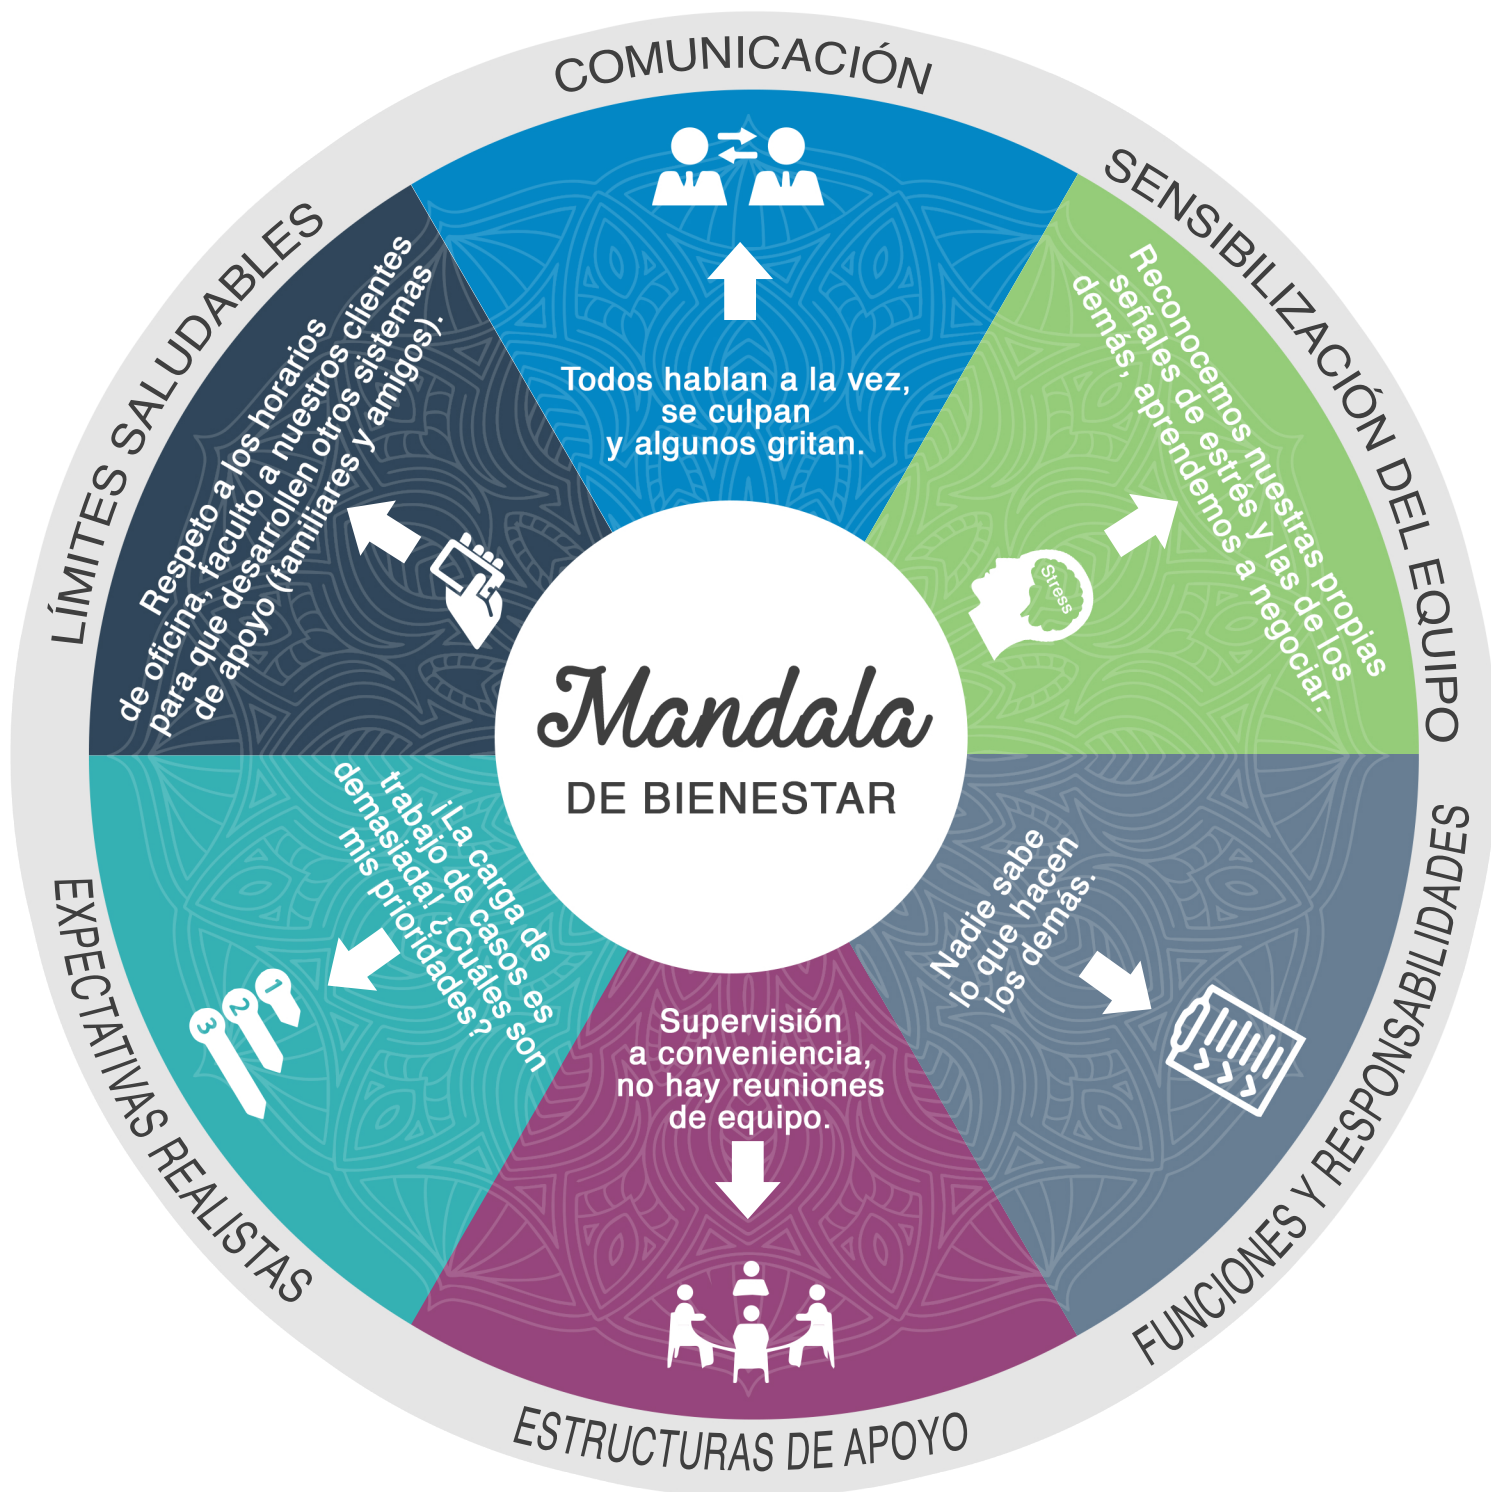 COMUNICACIÓN
Todos hablan a la vez,
se culpan
y algunos gritan.
SENSIBILIZACIÓN DEL EQUIPO
Reconocemos nuestras propias
señales de estrés y las de los
demás, aprendemos a negociar.
Stress
FUNCIONES Y RESPONSABILIDADES
Nadie sabe
lo que hacen
los demás.
ESTRUCTURAS DE APOYO
Supervisión
a conveniencia,
no hay reuniones
de equipo.
EXPECTATIVAS REALISTAS
¡La carga de
trabajo de casos es
demasiada! ¿Cuáles son
mis prioridades?
1
2
3
LÍMITES SALUDABLES
Respeto a los horarios
de oficina, faculto a nuestros clientes
para que desarrollen otros sistemas
de apoyo (familiares y amigos).
Mandala
DE BIENESTAR